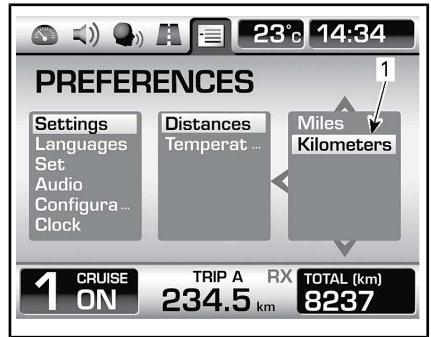 23°c 14:34
1
PREFERENCES
Settings
Languages
Set
Audio
Configura...
Clock
Distances
Temperat ...
Miles
Kilometers
1 CRUISE ON
TRIP A
234.5 km
RX
TOTAL (km)
8237